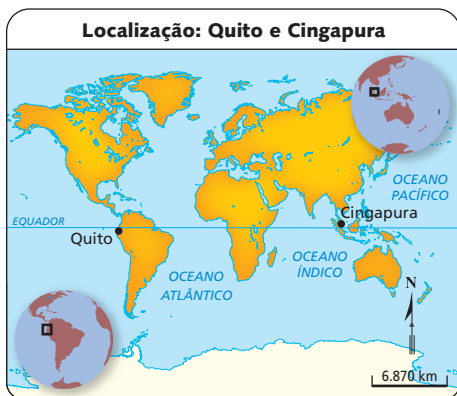 Localização: Quito e Cingapura
OCEANO
PACÍFICO
EQUADOR
Cingapura
Quito
OCEANO
ATLÂNTICO
OCEANO
ÍNDICO
N
6.870 km